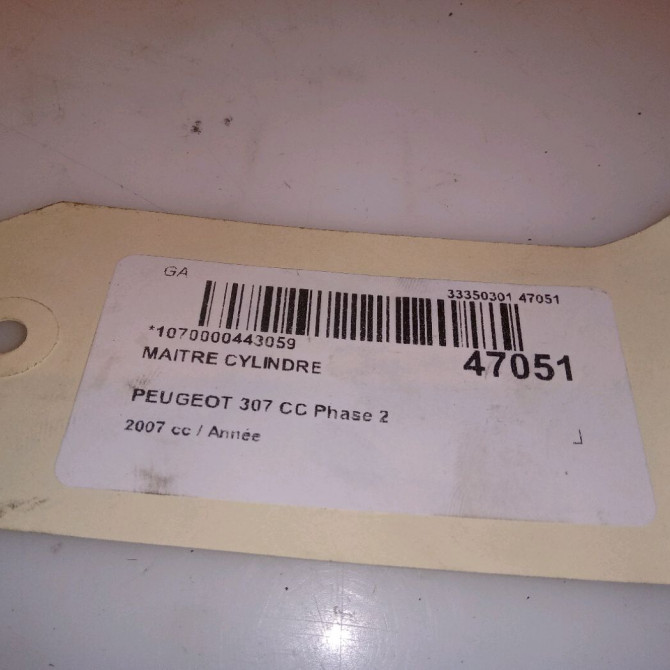 GA
33350301 47051
*1070000443059
47051
MAITRE CYLINDRE
PEUGEOT 307 CC Phase 2
2007 cc / Année